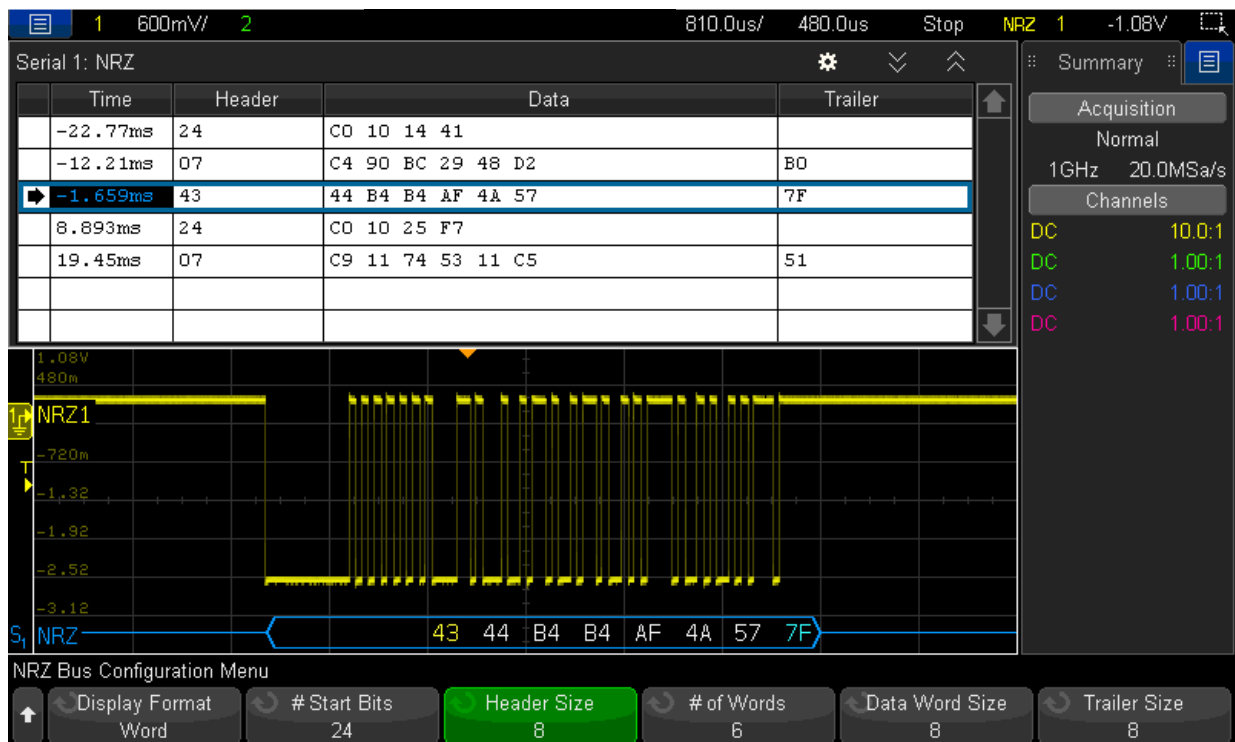 1 600mV/ 2 810.0us/ 480.0us Stop NRZ 1 -1.08V
Serial 1: NRZ
Time Header Data Trailer
-22.77ms 24 C0 10 14 41
-12.21ms 07 C4 90 BC 29 48 D2 B0
-1.659ms 43 44 B4 B4 AF 4A 57 7F
8.893ms 24 C0 10 25 F7
19.45ms 07 C9 11 74 53 11 C5 51
Summary
Acquisition
Normal
1GHz 20.0MSa/s
Channels
DC 10.0:1
DC 1.00:1
DC 1.00:1
DC 1.00:1
1.08V
480m
1 NRZ1
-720m
T
-1.32
-1.92
-2.52
-3.12
S1 NRZ 43 44 B4 B4 AF 4A 57 7F
NRZ Bus Configuration Menu
Display Format # Start Bits Header Size # of Words Data Word Size Trailer Size
Word 24 8 6 8 8